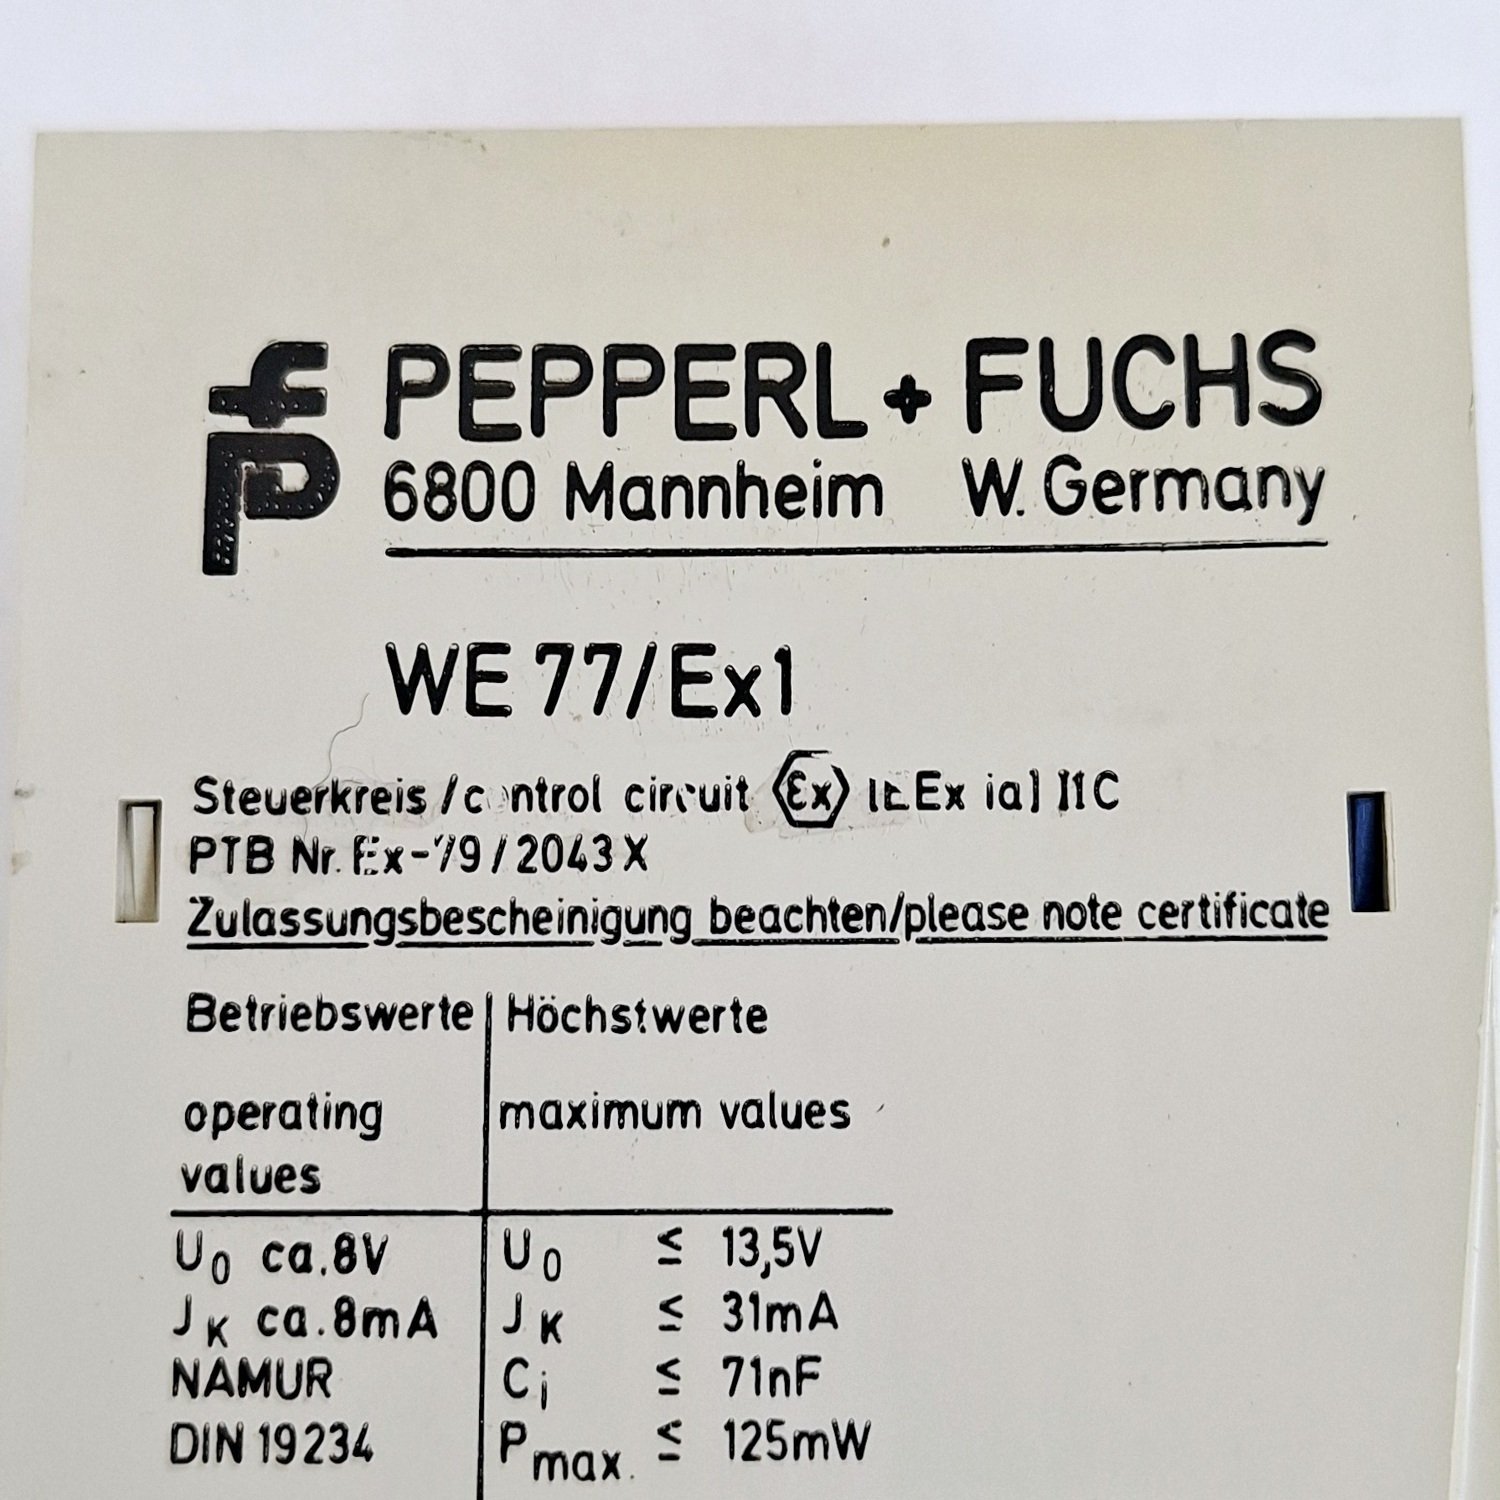 PEPPERL + FUCHS
6800 Mannheim W. Germany
WE 77/Ex1
Steuerkreis / control circuit Ex [EEx ia] IIC
PTB Nr. Ex-79/2043 X
Zulassungsbescheinigung beachten/please note certificate
Betriebswerte | Höchstwerte
operating | maximum values
values
U₀ ca. 8V | U₀ ≤ 13,5V
Jₖ ca. 8mA | Jₖ ≤ 31mA
NAMUR | Cᵢ ≤ 71nF
DIN 19234 | Pmax. ≤ 125mW